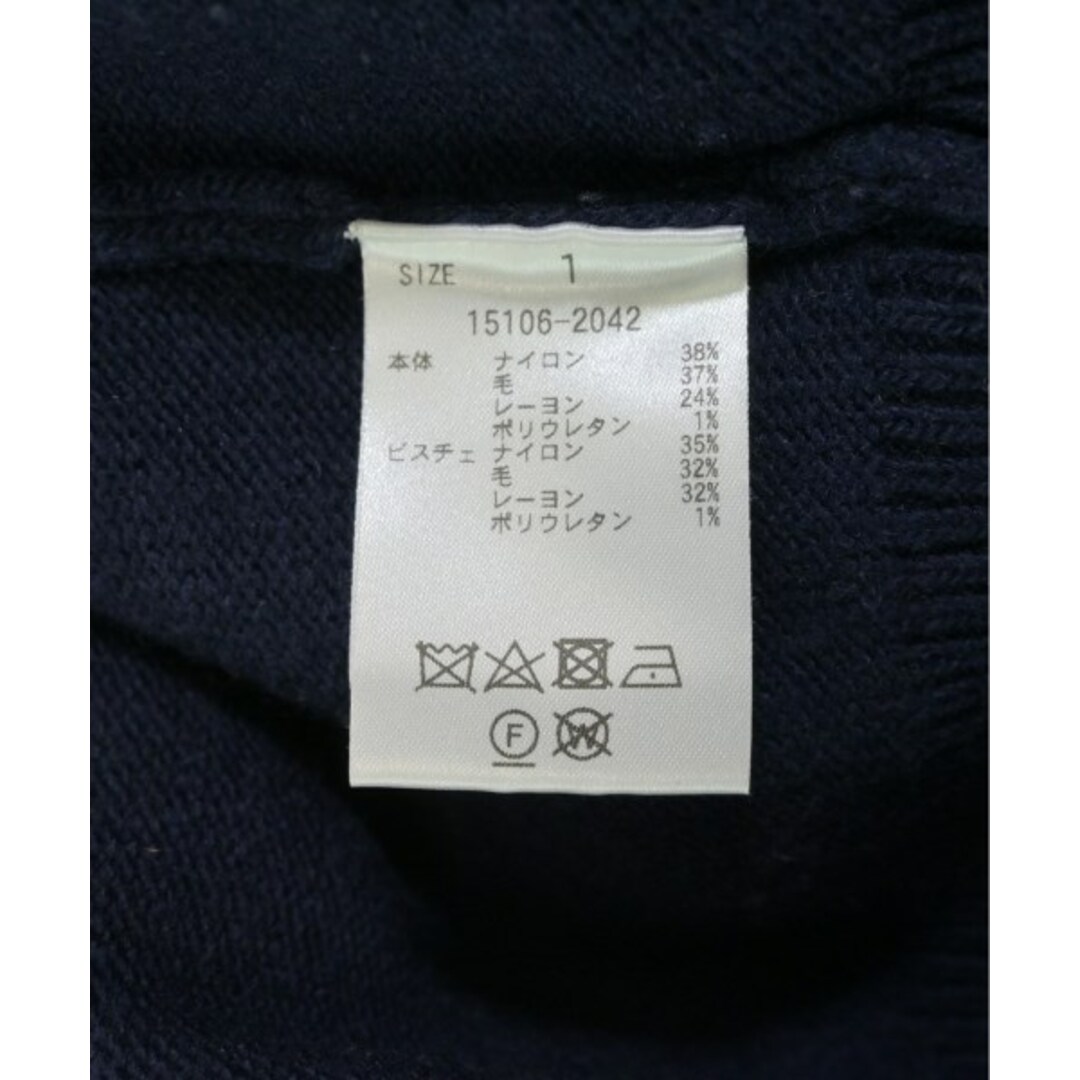 SIZE 1
15106-2042
本体 ナイロン 38%
毛 37%
レーヨン 24%
ポリウレタン 1%
ビスチェ ナイロン 35%
毛 32%
レーヨン 32%
ポリウレタン 1%
F W